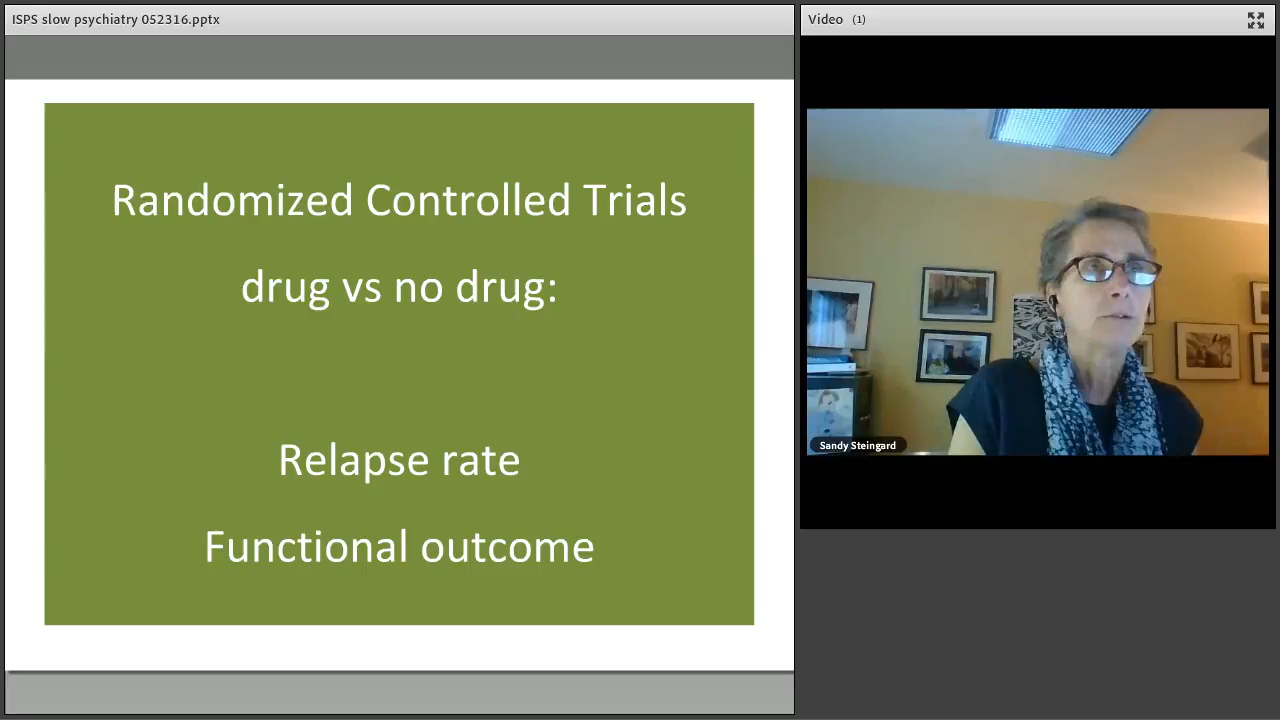 ISPS slow psychiatry 052316.pptx
Video (1)
Randomized Controlled Trials
drug vs no drug:
Relapse rate
Functional outcome
Sandy Steingard